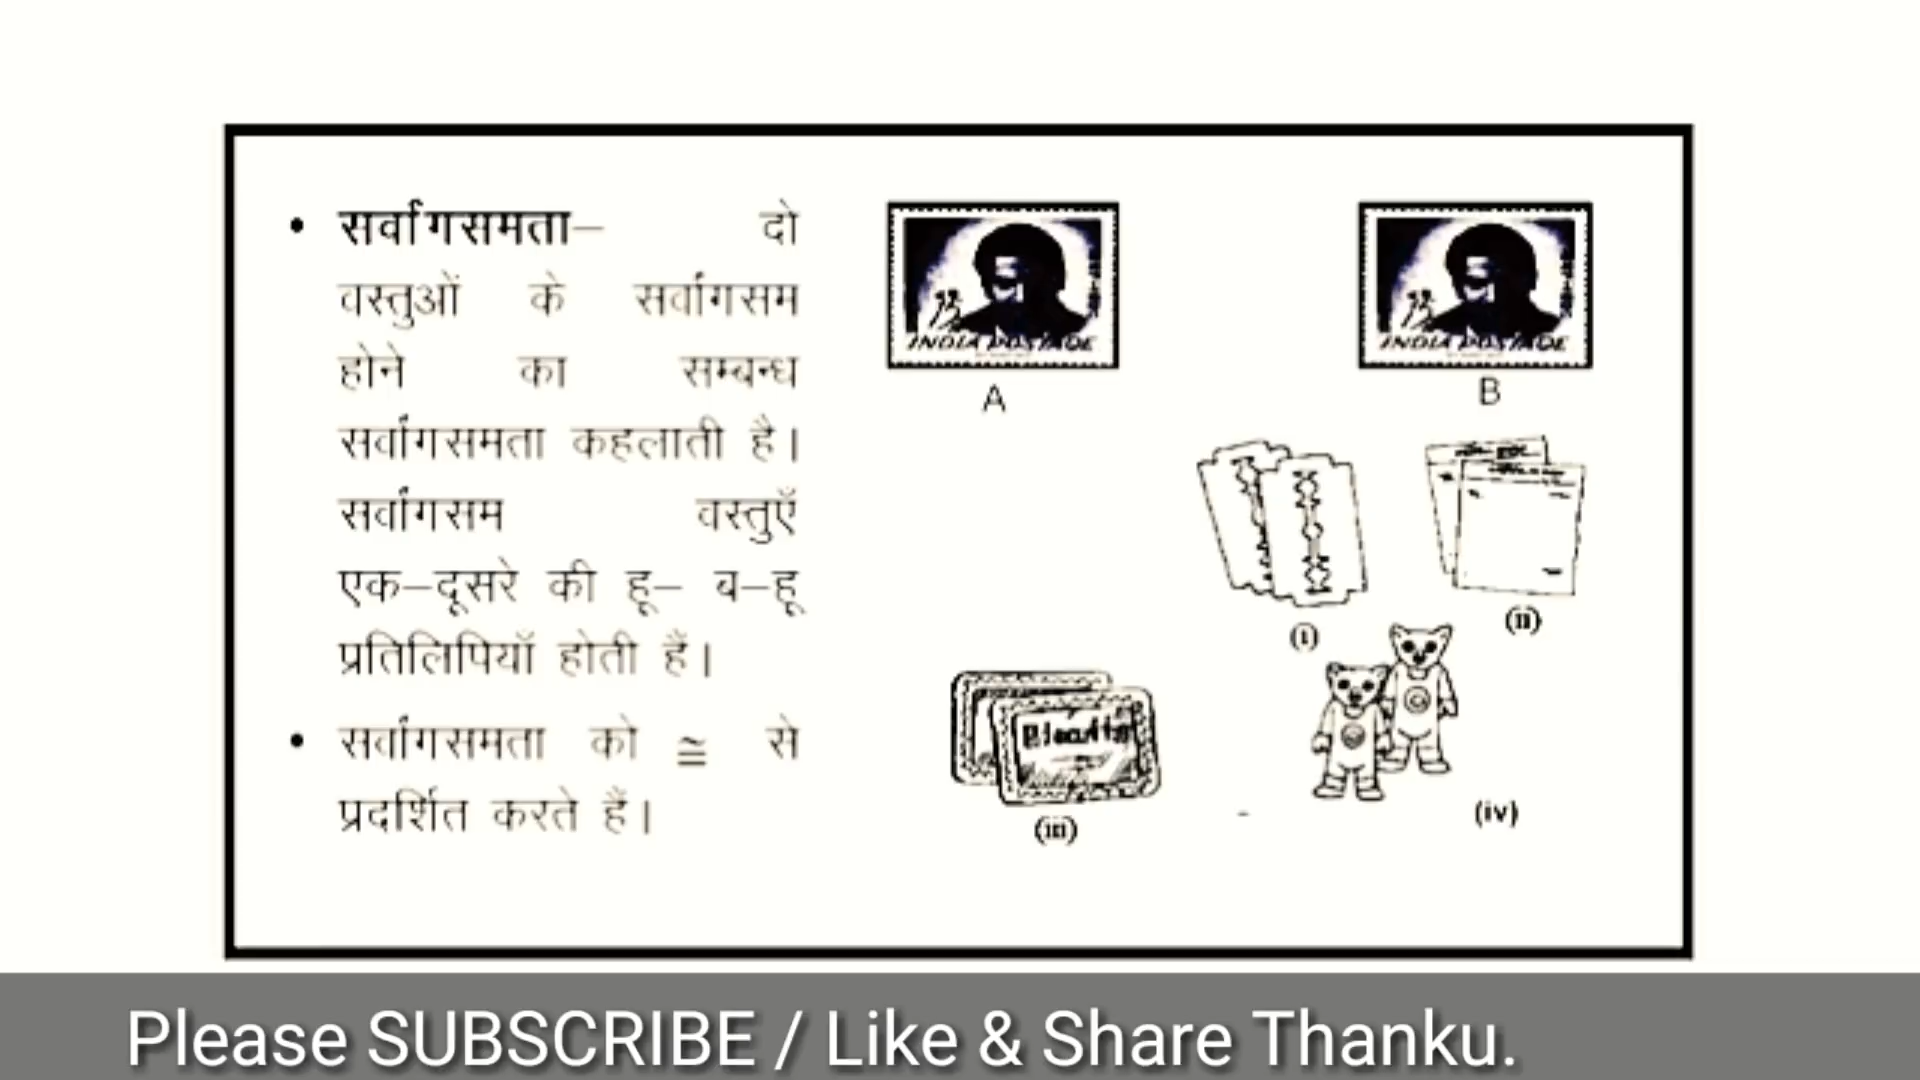 • सर्वांगसमता– दो
वस्तुओं के सर्वांगसम
होने का सम्बन्ध
सर्वांगसमता कहलाती है।
सर्वांगसम वस्तुएँ
एक–दूसरे की हू– ब–हू
प्रतिलिपियाँ होती हैं।
• सर्वांगसमता को ≅ से
प्रदर्शित करते हैं।
INDIA POSTAGE
A
INDIA POSTAGE
B
(i)
(ii)
(iii)
(iv)
Please SUBSCRIBE / Like & Share Thanku.